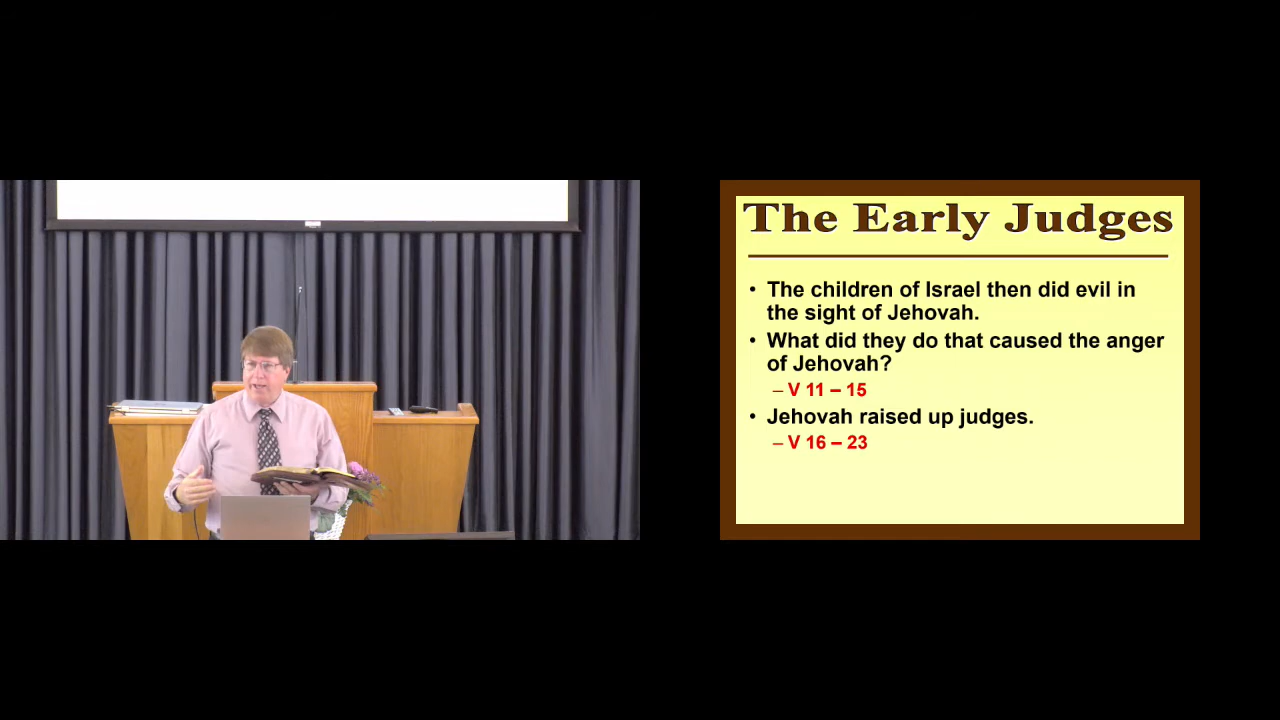 The Early Judges
• The children of Israel then did evil in
the sight of Jehovah.
• What did they do that caused the anger
of Jehovah?
– V 11 – 15
• Jehovah raised up judges.
– V 16 – 23